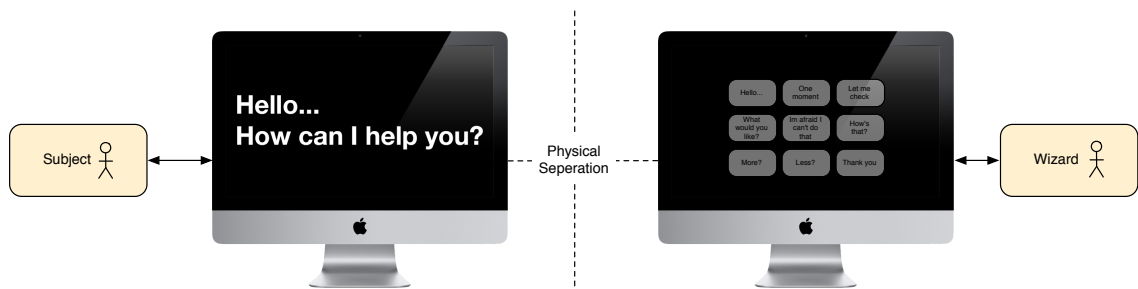 Subject
Hello...
How can I help you?
Physical
Seperation
Hello...
One
moment
Let me
check
What
would you
like?
Im afraid I
can't do
that
How's
that?
More?
Less?
Thank you
Wizard